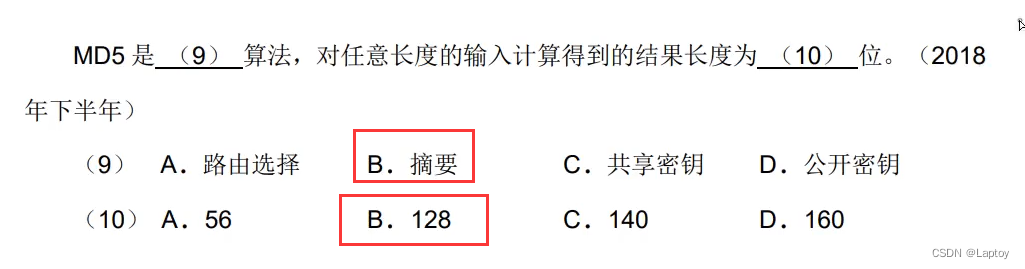 MD5 是 （9） 算法，对任意长度的输入计算得到的结果长度为 （10） 位。（2018
年下半年）
（9） A．路由选择 B．摘要 C．共享密钥 D．公开密钥
（10） A．56 B．128 C．140 D．160
CSDN @Laptoy